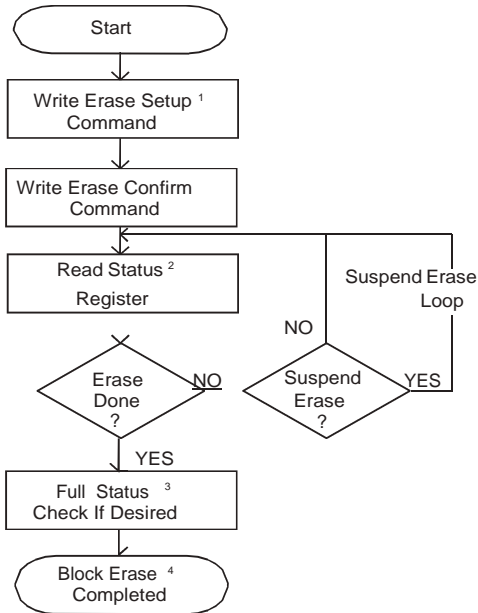 Start
Write Erase Setup 1
Command
Write Erase Confirm
Command
Read Status 2
Register
Suspend Erase
Loop
NO
Erase
Done
?
NO
Suspend
Erase
?
YES
YES
Full Status 3
Check If Desired
Block Erase 4
Completed